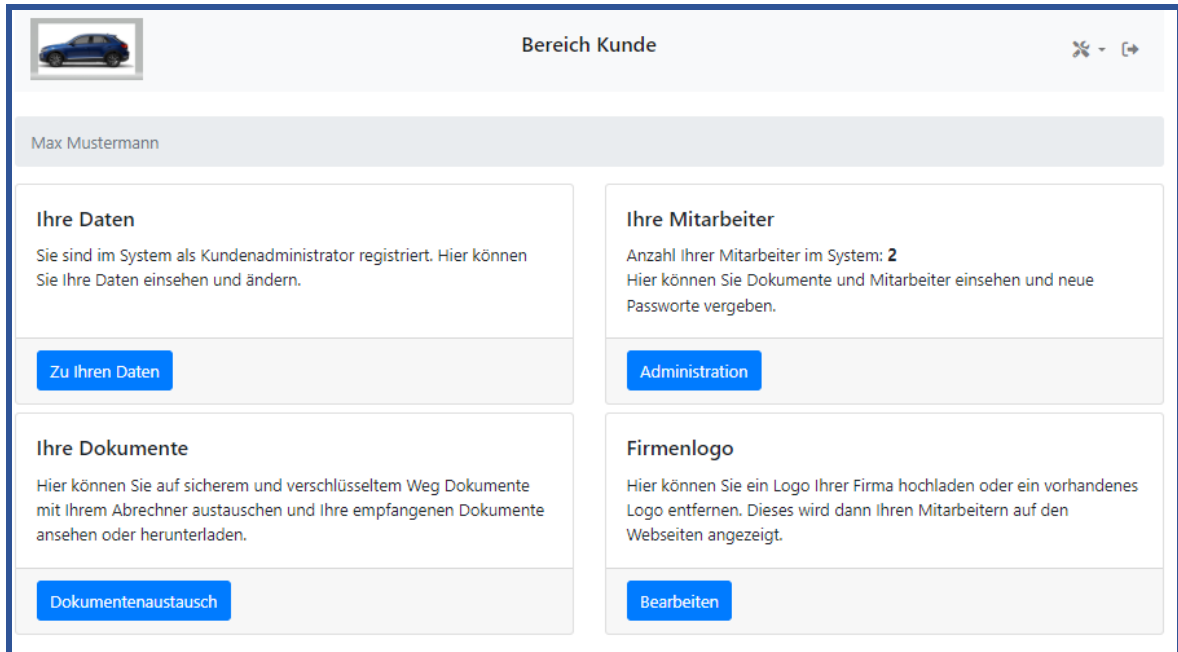 Bereich Kunde
Max Mustermann
Ihre Daten
Sie sind im System als Kundenadministrator registriert. Hier können
Sie Ihre Daten einsehen und ändern.
Zu Ihren Daten
Ihre Mitarbeiter
Anzahl Ihrer Mitarbeiter im System: 2
Hier können Sie Dokumente und Mitarbeiter einsehen und neue
Passworte vergeben.
Administration
Ihre Dokumente
Hier können Sie auf sicherem und verschlüsseltem Weg Dokumente
mit Ihrem Abrechner austauschen und Ihre empfangenen Dokumente
ansehen oder herunterladen.
Dokumentenaustausch
Firmenlogo
Hier können Sie ein Logo Ihrer Firma hochladen oder ein vorhandenes
Logo entfernen. Dieses wird dann Ihren Mitarbeitern auf den
Webseiten angezeigt.
Bearbeiten